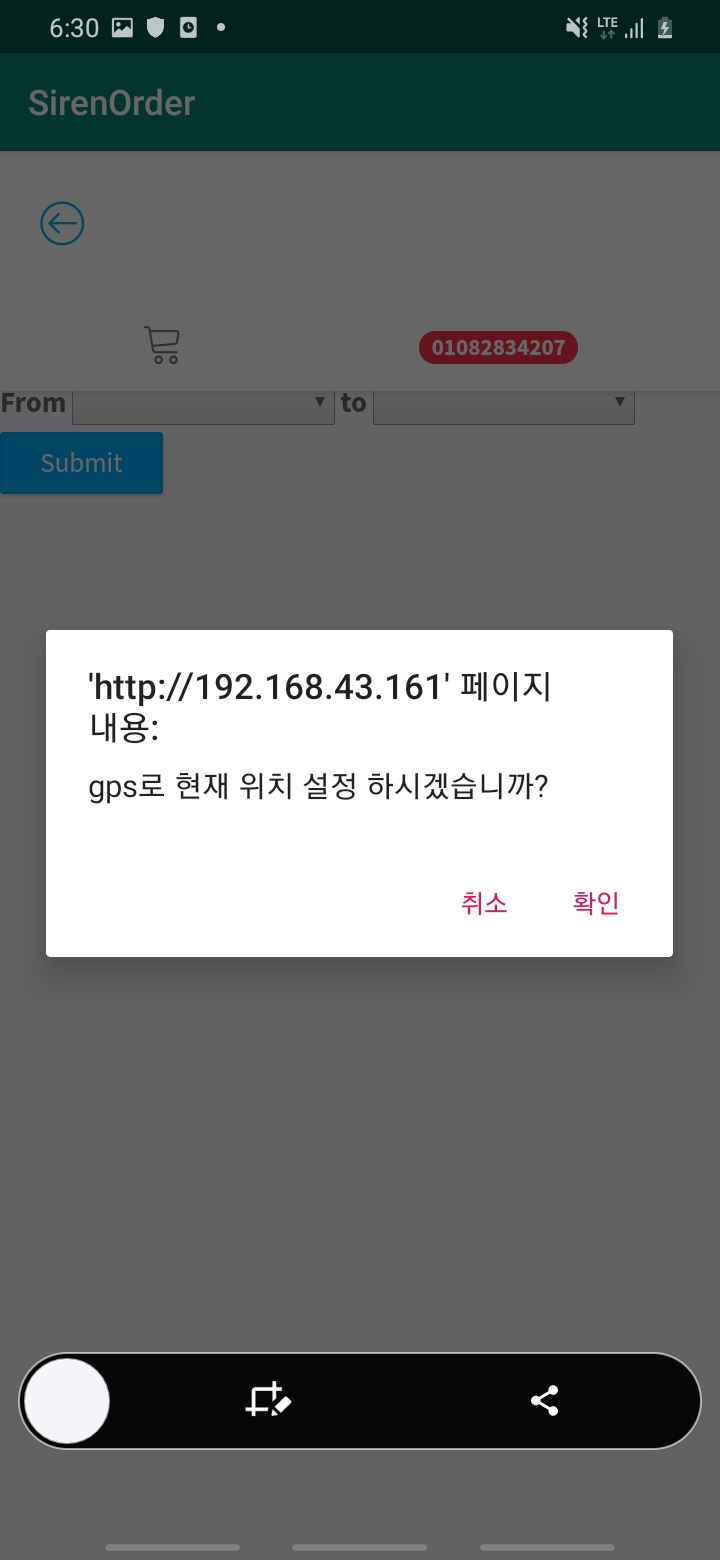 6:30
LTE
SirenOrder
01082834207
From to
Submit
'http://192.168.43.161' 페이지
내용:
gps로 현재 위치 설정 하시겠습니까?
취소 확인